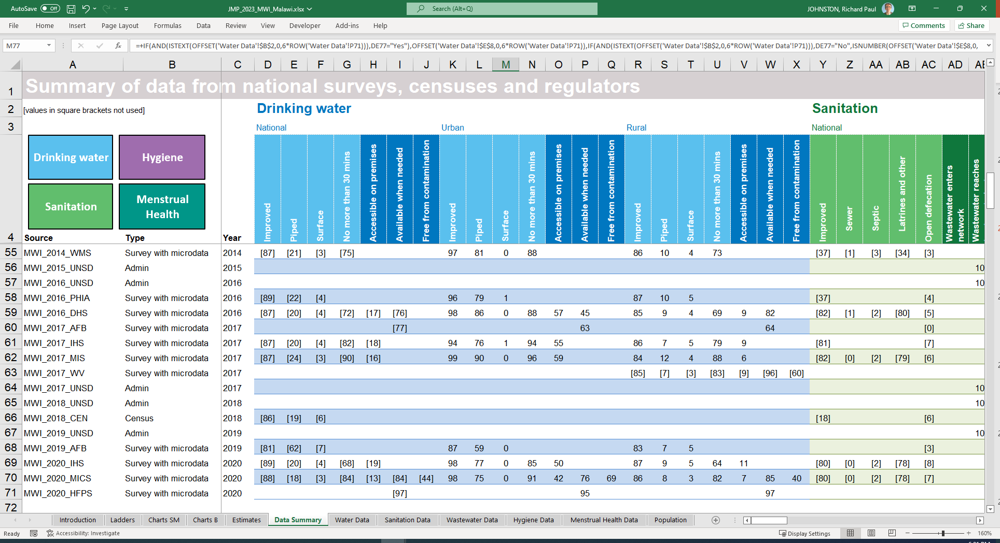 AutoSave Off JMP_2023_MWI_Malawi.xlsx Search (Alt+Q) JOHNSTON, Richard Paul
File Home Insert Page Layout Formulas Data Review View Developer Add-ins Help Comments Share
M77 fx =+IF(AND(ISTEXT(OFFSET('Water Data'!$B$2,0,6*ROW('Water Data'!P71))),DE77="Yes"),OFFSET('Water Data'!$E$8,0,6*ROW('Water Data'!P71)),IF(AND(ISTEXT(OFFSET('Water Data'!$B$2,0,6*ROW('Water Data'!P71))),DE77="No",ISNUMBER(OFFSET('Water Data'!$E$8,0,
A B C D E F G H I J K L M N O P Q R S T U V W X Y Z AA AB AC AD
1 Summary of data from national surveys, censuses and regulators
2 [values in square brackets not used] Drinking water Sanitation
3 National Urban Rural National
Drinking water Hygiene
Sanitation Menstrual Health
4 Source Type Year Improved Piped Surface No more than 30 mins Accessible on premises Available when needed Free from contamination Improved Piped Surface No more than 30 mins Accessible on premises Available when needed Free from contamination Improved Piped Surface No more than 30 mins Accessible on premises Available when needed Free from contamination Improved Sewer Septic Latrines and other Open defecation Wastewater enters network Wastewater reaches
55 MWI_2014_WMS Survey with microdata 2014 [87] [21] [3] [75] 97 81 0 88 86 10 4 73 [37] [1] [3] [34] [3]
56 MWI_2015_UNSD Admin 2015 10
57 MWI_2016_UNSD Admin 2016 10
58 MWI_2016_PHIA Survey with microdata 2016 [89] [22] [4] 96 79 1 87 10 5 [37] [4]
59 MWI_2016_DHS Survey with microdata 2016 [87] [20] [4] [72] [17] [76] 98 86 0 88 57 45 85 9 4 69 9 82 [82] [1] [2] [80] [5]
60 MWI_2017_AFB Survey with microdata 2017 [77] 63 64 [0]
61 MWI_2017_IHS Survey with microdata 2017 [87] [20] [4] [82] [18] 94 76 1 94 55 86 7 5 79 9 [81] [7]
62 MWI_2017_MIS Survey with microdata 2017 [87] [24] [3] [90] [16] 99 90 0 96 59 84 12 4 88 6 [82] [0] [2] [79] [6]
63 MWI_2017_WV Survey with microdata 2017 [85] [7] [3] [83] [9] [96] [60]
64 MWI_2017_UNSD Admin 2017 10
65 MWI_2018_UNSD Admin 2018 10
66 MWI_2018_CEN Census 2018 [86] [19] [6] [18] [6]
67 MWI_2019_UNSD Admin 2019 10
68 MWI_2019_AFB Survey with microdata 2019 [81] [62] [7] 87 59 0 83 7 5 [3]
69 MWI_2020_IHS Survey with microdata 2020 [89] [20] [4] [68] [19] 98 77 0 85 50 87 9 5 64 11 [80] [0] [2] [78] [8]
70 MWI_2020_MICS Survey with microdata 2020 [88] [18] [3] [84] [13] [84] [44] 98 75 0 91 42 76 69 86 8 3 82 7 85 40 [80] [0] [2] [78] [7]
71 MWI_2020_HFPS Survey with microdata 2020 [97] 95 97
72
Introduction Ladders Charts SM Charts B Estimates Data Summary Water Data Sanitation Data Wastewater Data Hygiene Data Menstrual Health Data Population
Ready Accessibility: Investigate Display Settings 160%